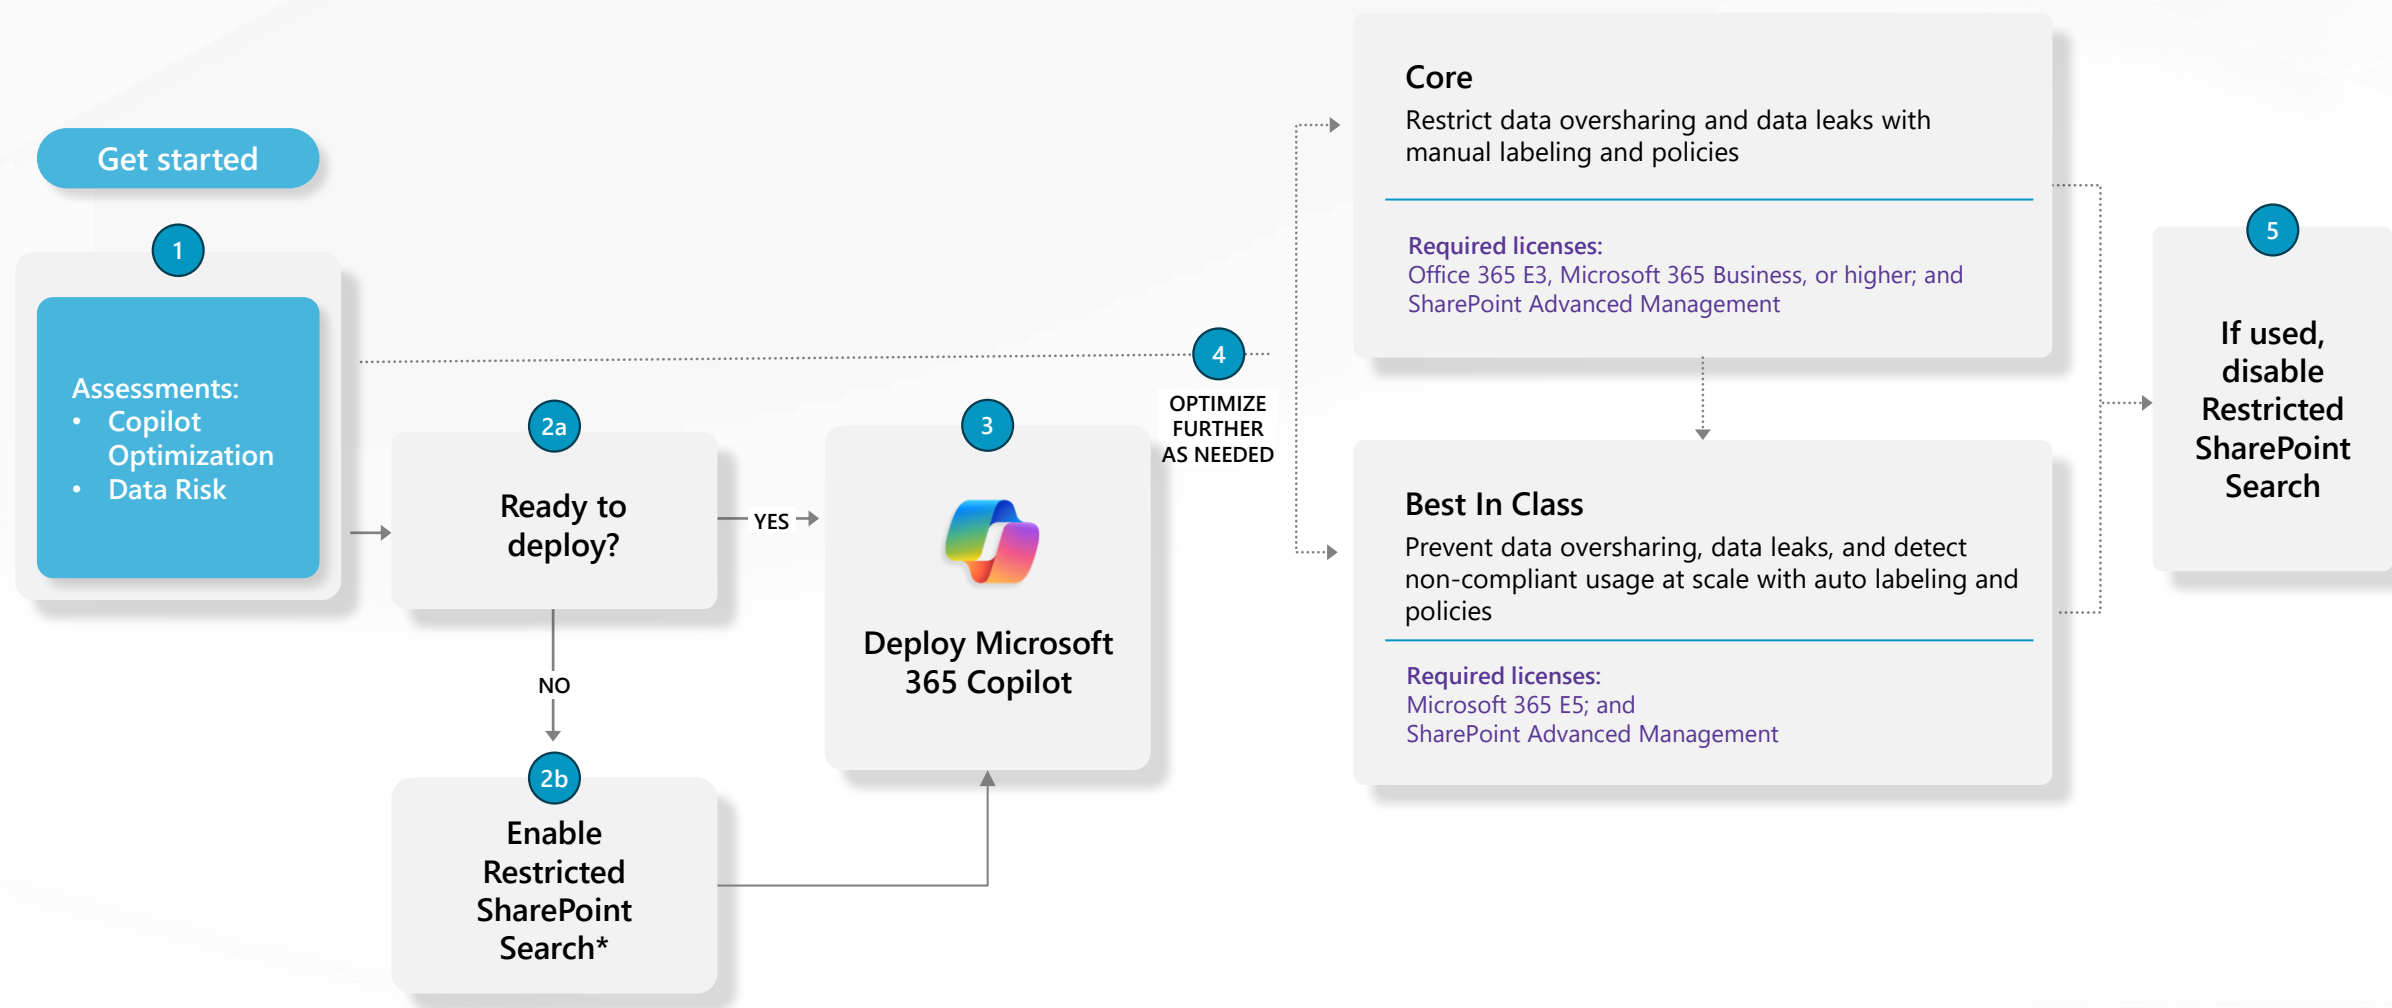 Get started
1
Assessments:
• Copilot
Optimization
• Data Risk
2a
Ready to
deploy?
YES
NO
2b
Enable
Restricted
SharePoint
Search*
3
Deploy Microsoft
365 Copilot
4
OPTIMIZE
FURTHER
AS NEEDED
Core
Restrict data oversharing and data leaks with
manual labeling and policies
Required licenses:
Office 365 E3, Microsoft 365 Business, or higher; and
SharePoint Advanced Management
Best In Class
Prevent data oversharing, data leaks, and detect
non-compliant usage at scale with auto labeling and
policies
Required licenses:
Microsoft 365 E5; and
SharePoint Advanced Management
5
If used,
disable
Restricted
SharePoint
Search